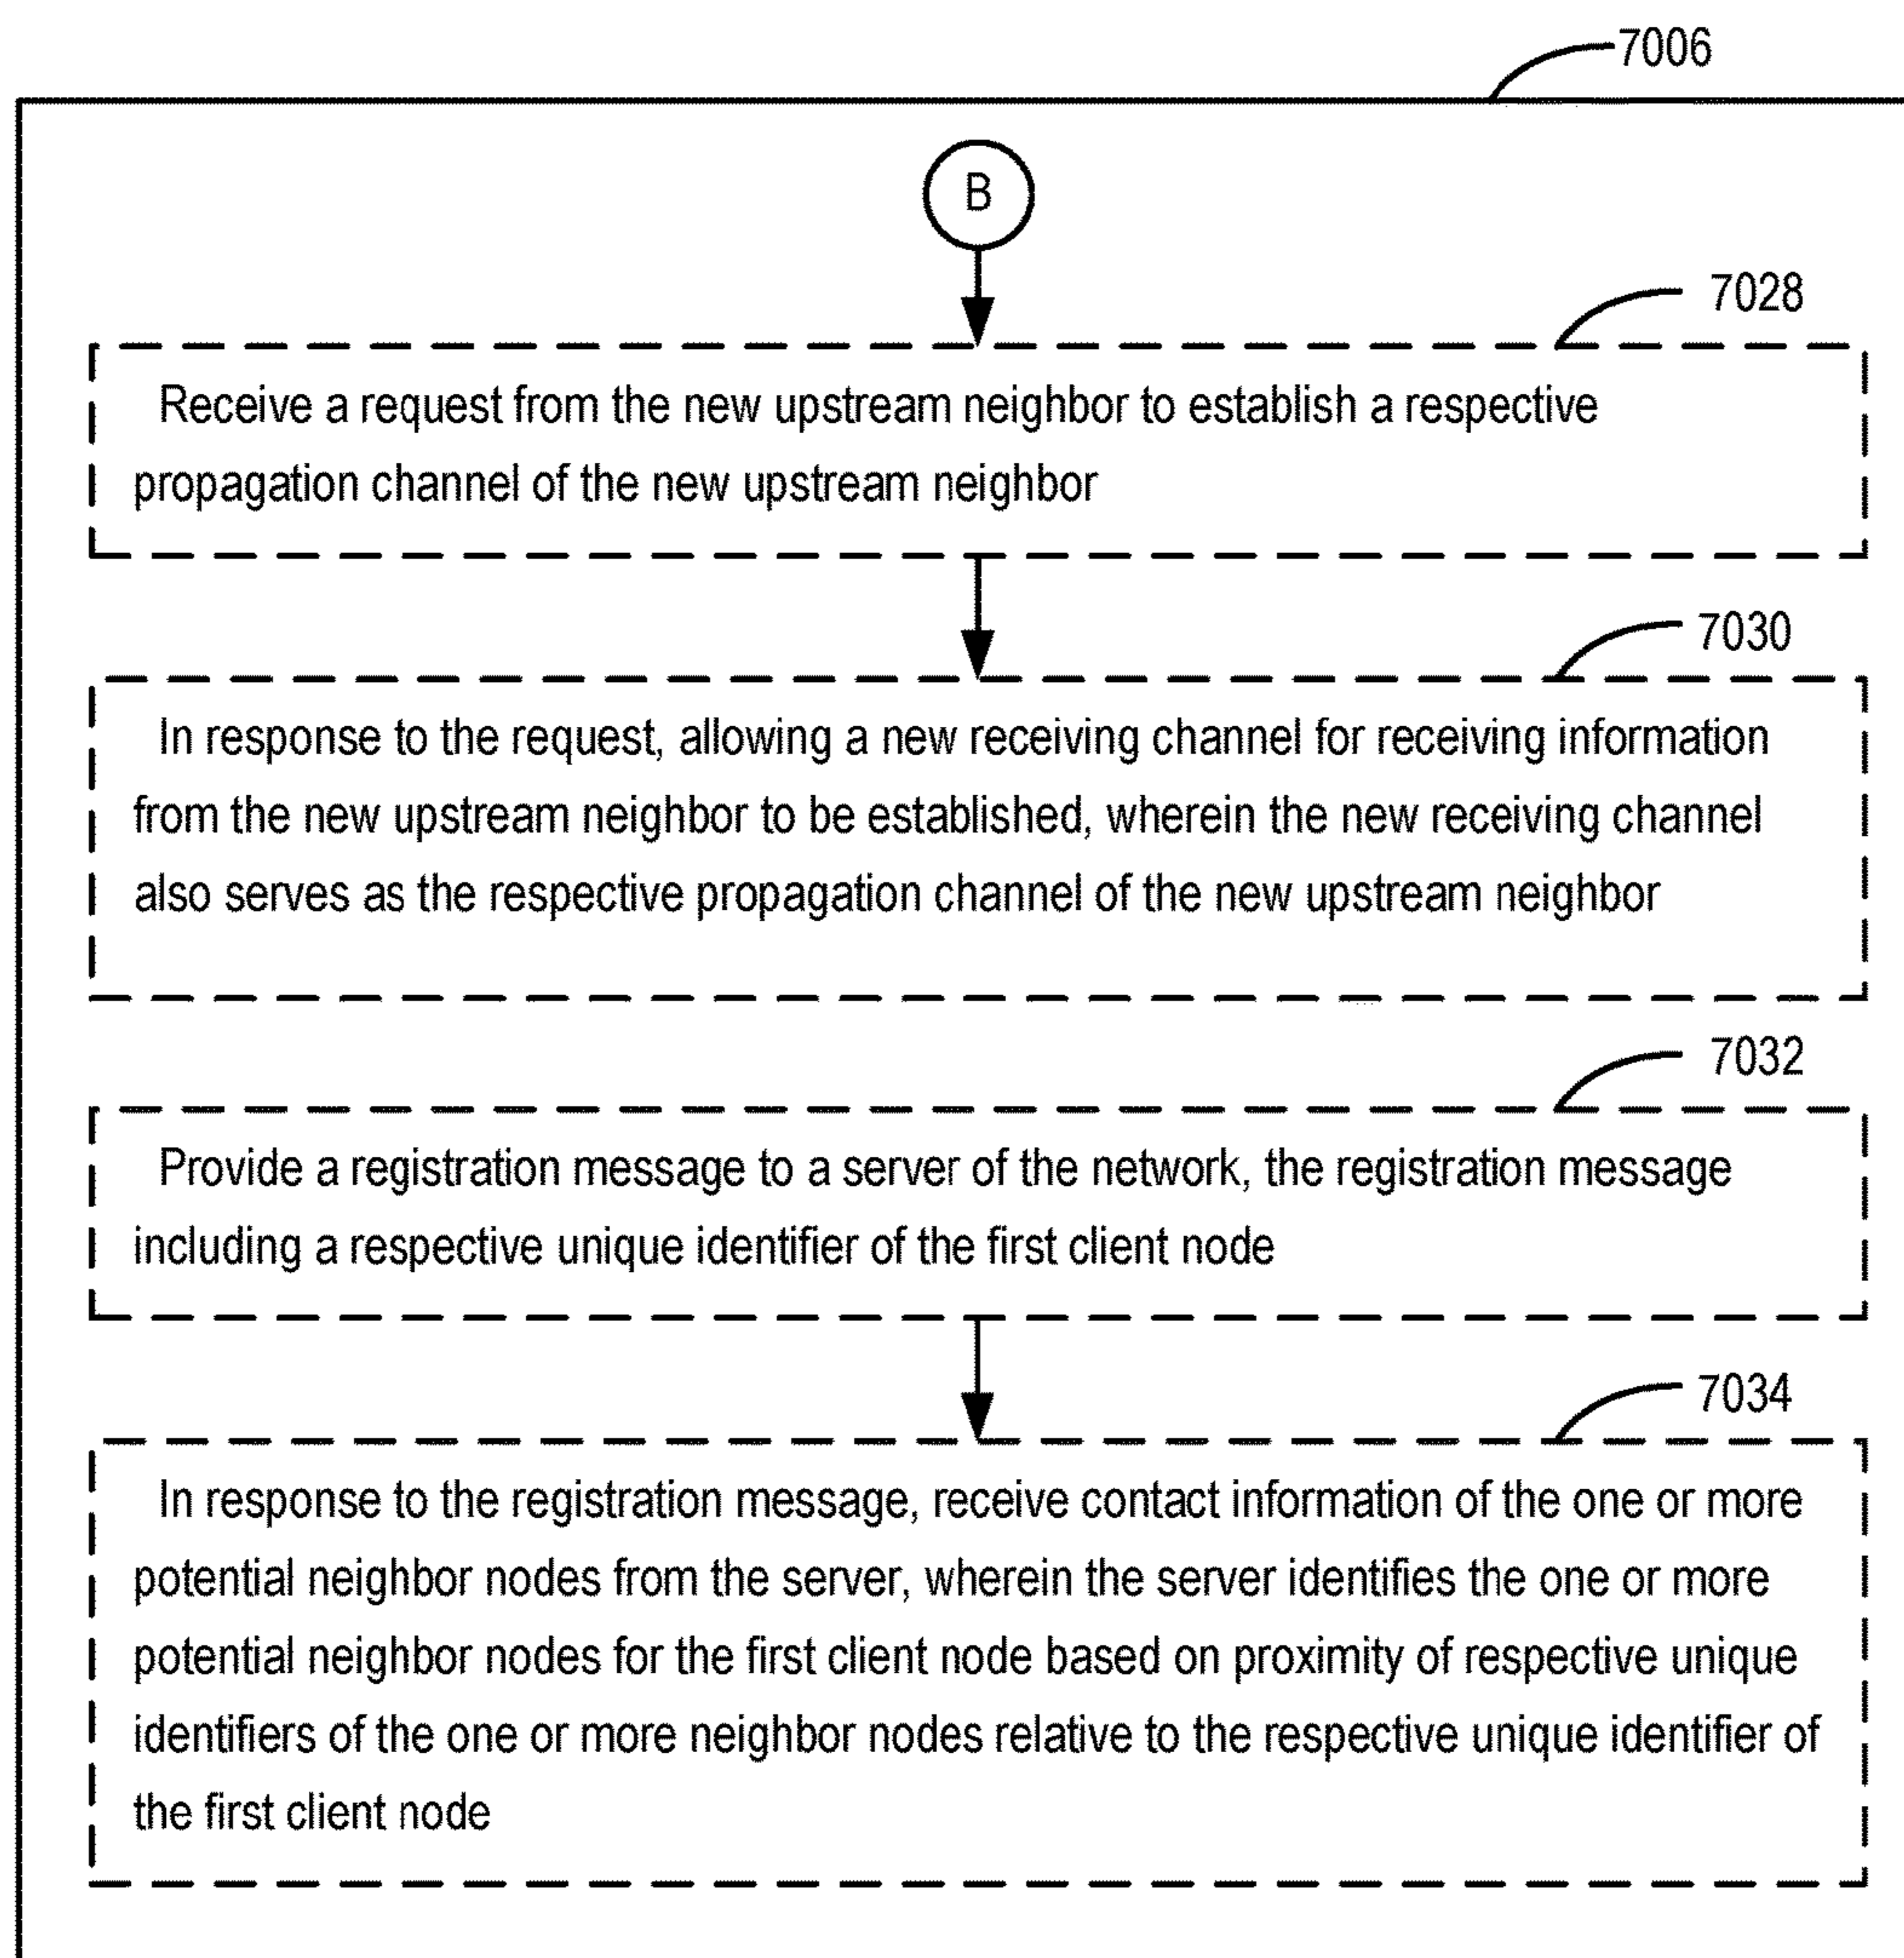 7006
B
7028
Receive a request from the new upstream neighbor to establish a respective
propagation channel of the new upstream neighbor
7030
In response to the request, allowing a new receiving channel for receiving information
from the new upstream neighbor to be established, wherein the new receiving channel
also serves as the respective propagation channel of the new upstream neighbor
7032
Provide a registration message to a server of the network, the registration message
including a respective unique identifier of the first client node
7034
In response to the registration message, receive contact information of the one or more
potential neighbor nodes from the server, wherein the server identifies the one or more
potential neighbor nodes for the first client node based on proximity of respective unique
identifiers of the one or more neighbor nodes relative to the respective unique identifier of
the first client node